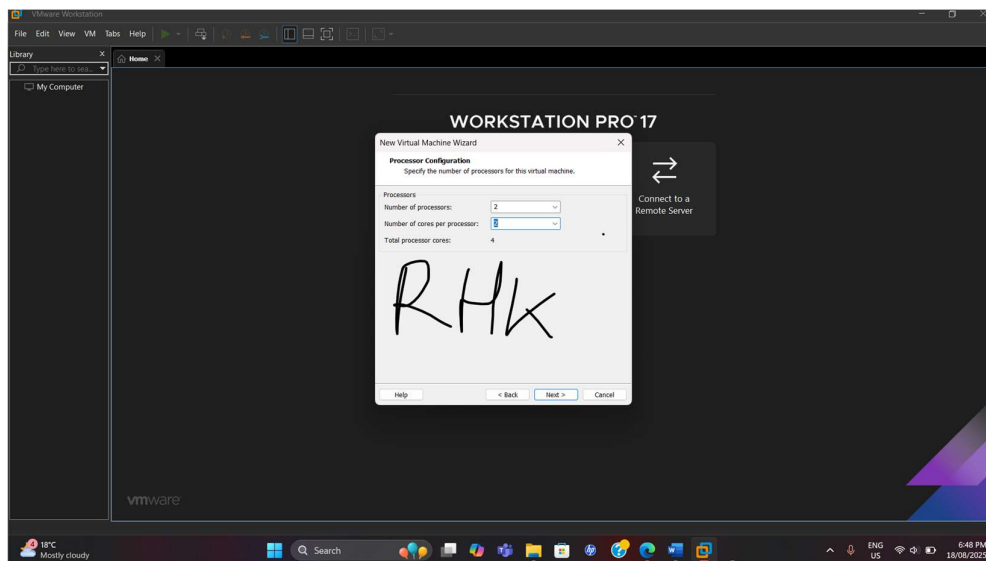 VMware Workstation
File Edit View VM Tabs Help
Library X
Type here to sea...
Home X
My Computer
WORKSTATION PRO™ 17
New Virtual Machine Wizard
Processor Configuration
Specify the number of processors for this virtual machine.
Processors
Number of processors: 2
Number of cores per processor: 2
Total processor cores: 4
Connect to a
Remote Server
RHK
Help < Back Next > Cancel
vmware
4
18°C
Mostly cloudy
Search
ENG
US
6:48 PM
18/08/2025